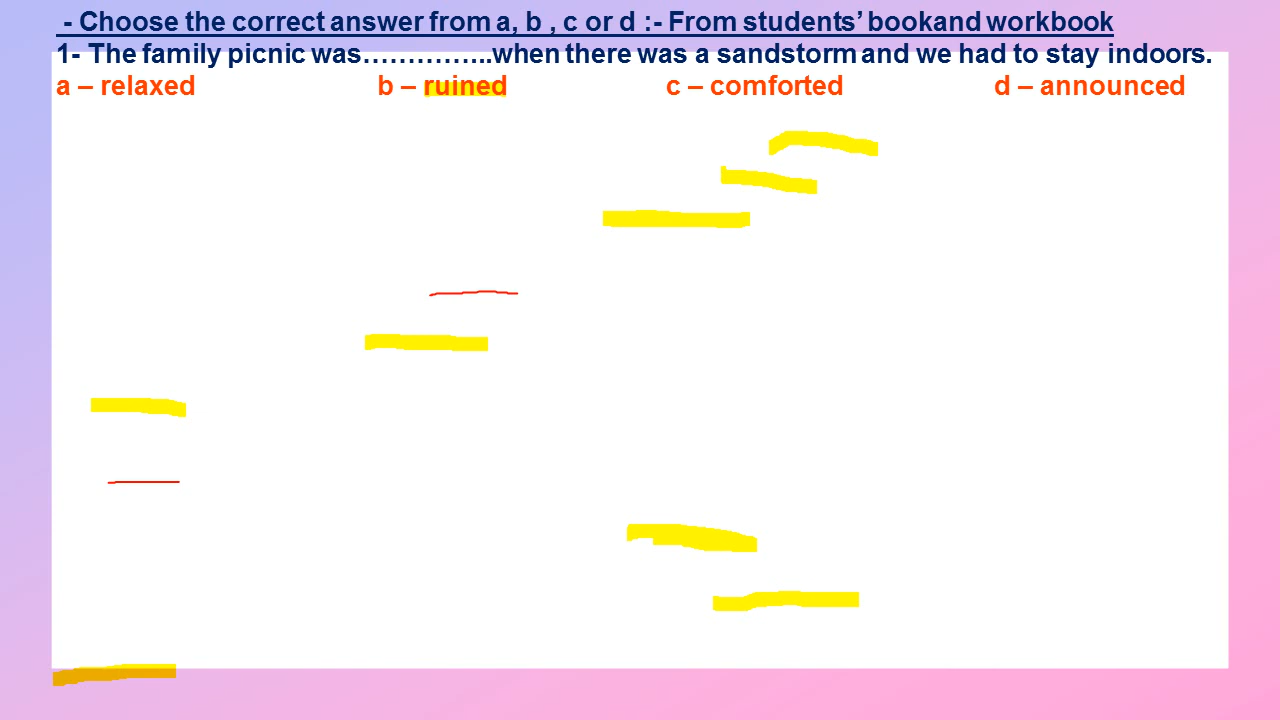 - Choose the correct answer from a, b , c or d :- From students’ bookand workbook
1- The family picnic was…………...when there was a sandstorm and we had to stay indoors.
a – relaxed b – ruined c – comforted d – announced